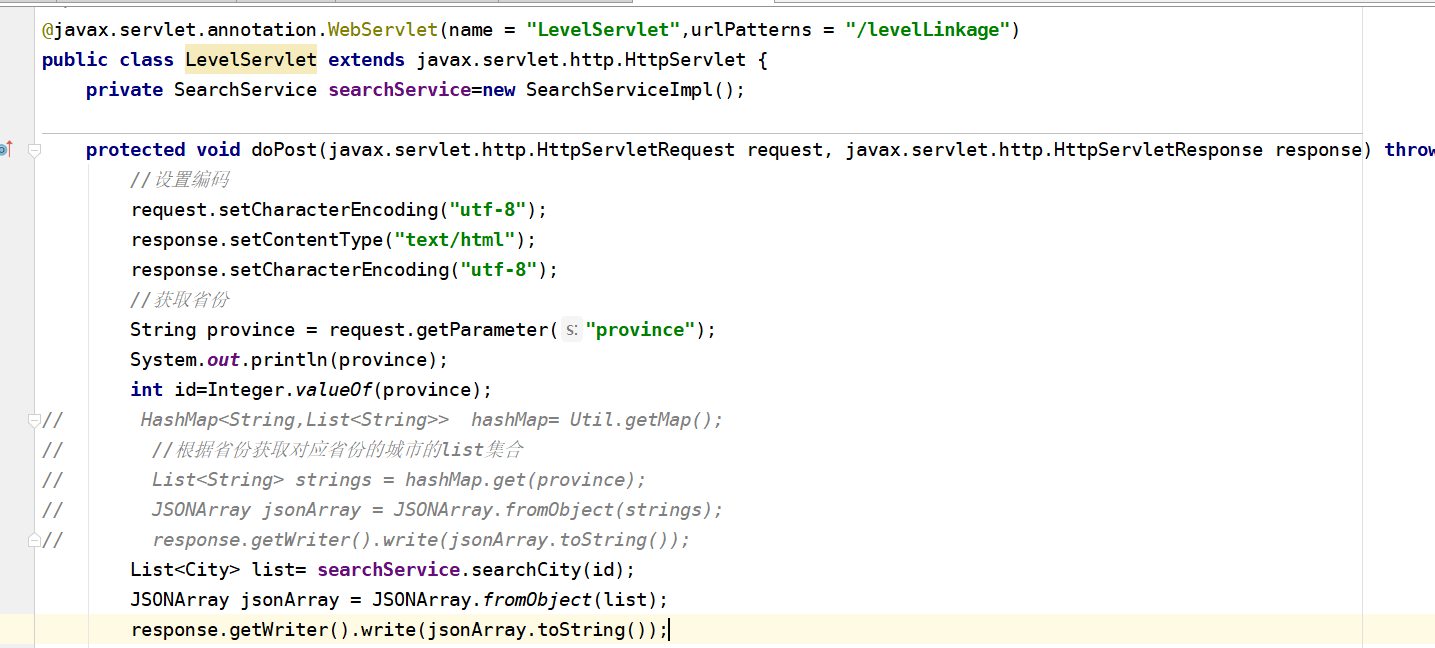 @javax.servlet.annotation.WebServlet(name = "LevelServlet",urlPatterns = "/levelLinkage")
public class LevelServlet extends javax.servlet.http.HttpServlet {
    private SearchService searchService=new SearchServiceImpl();
    protected void doPost(javax.servlet.http.HttpServletRequest request, javax.servlet.http.HttpServletResponse response) throw
        //设置编码
        request.setCharacterEncoding("utf-8");
        response.setContentType("text/html");
        response.setCharacterEncoding("utf-8");
        //获取省份
        String province = request.getParameter( s: "province");
        System.out.println(province);
        int id=Integer.valueOf(province);
//       HashMap<String,List<String>>  hashMap= Util.getMap();
//        //根据省份获取对应省份的城市的list集合
//        List<String> strings = hashMap.get(province);
//        JSONArray jsonArray = JSONArray.fromObject(strings);
//        response.getWriter().write(jsonArray.toString());
        List<City> list= searchService.searchCity(id);
        JSONArray jsonArray = JSONArray.fromObject(list);
        response.getWriter().write(jsonArray.toString());